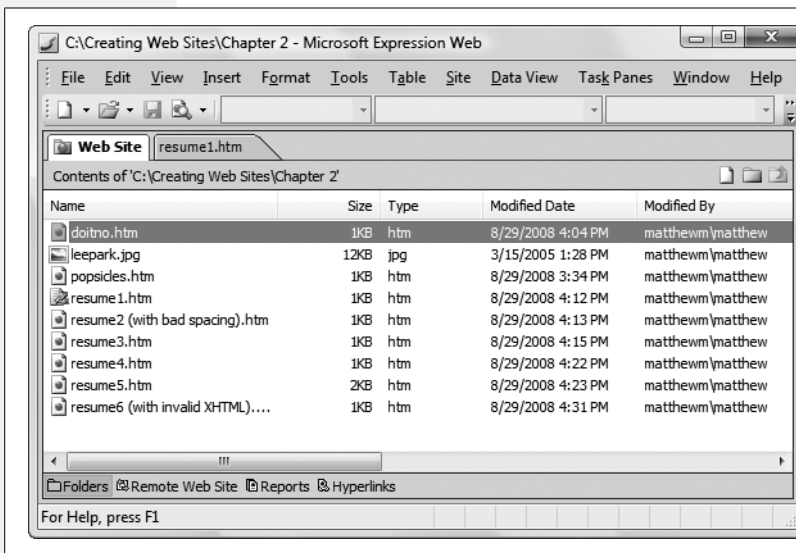 C:\Creating Web Sites\Chapter 2 - Microsoft Expression Web
File Edit View Insert Format Tools Table Site Data View Task Panes Window Help
Web Site resume1.htm
Contents of 'C:\Creating Web Sites\Chapter 2'
Name Size Type Modified Date Modified By
doitno.htm 1KB htm 8/29/2008 4:04 PM matthewm\matthew
leepark.jpg 12KB jpg 3/15/2005 1:28 PM matthewm\matthew
popsicles.htm 1KB htm 8/29/2008 3:34 PM matthewm\matthew
resume1.htm 1KB htm 8/29/2008 4:12 PM matthewm\matthew
resume2 (with bad spacing).htm 1KB htm 8/29/2008 4:13 PM matthewm\matthew
resume3.htm 1KB htm 8/29/2008 4:15 PM matthewm\matthew
resume4.htm 1KB htm 8/29/2008 4:22 PM matthewm\matthew
resume5.htm 2KB htm 8/29/2008 4:23 PM matthewm\matthew
resume6 (with invalid XHTML).... 1KB htm 8/29/2008 4:31 PM matthewm\matthew
Folders Remote Web Site Reports Hyperlinks
For Help, press F1